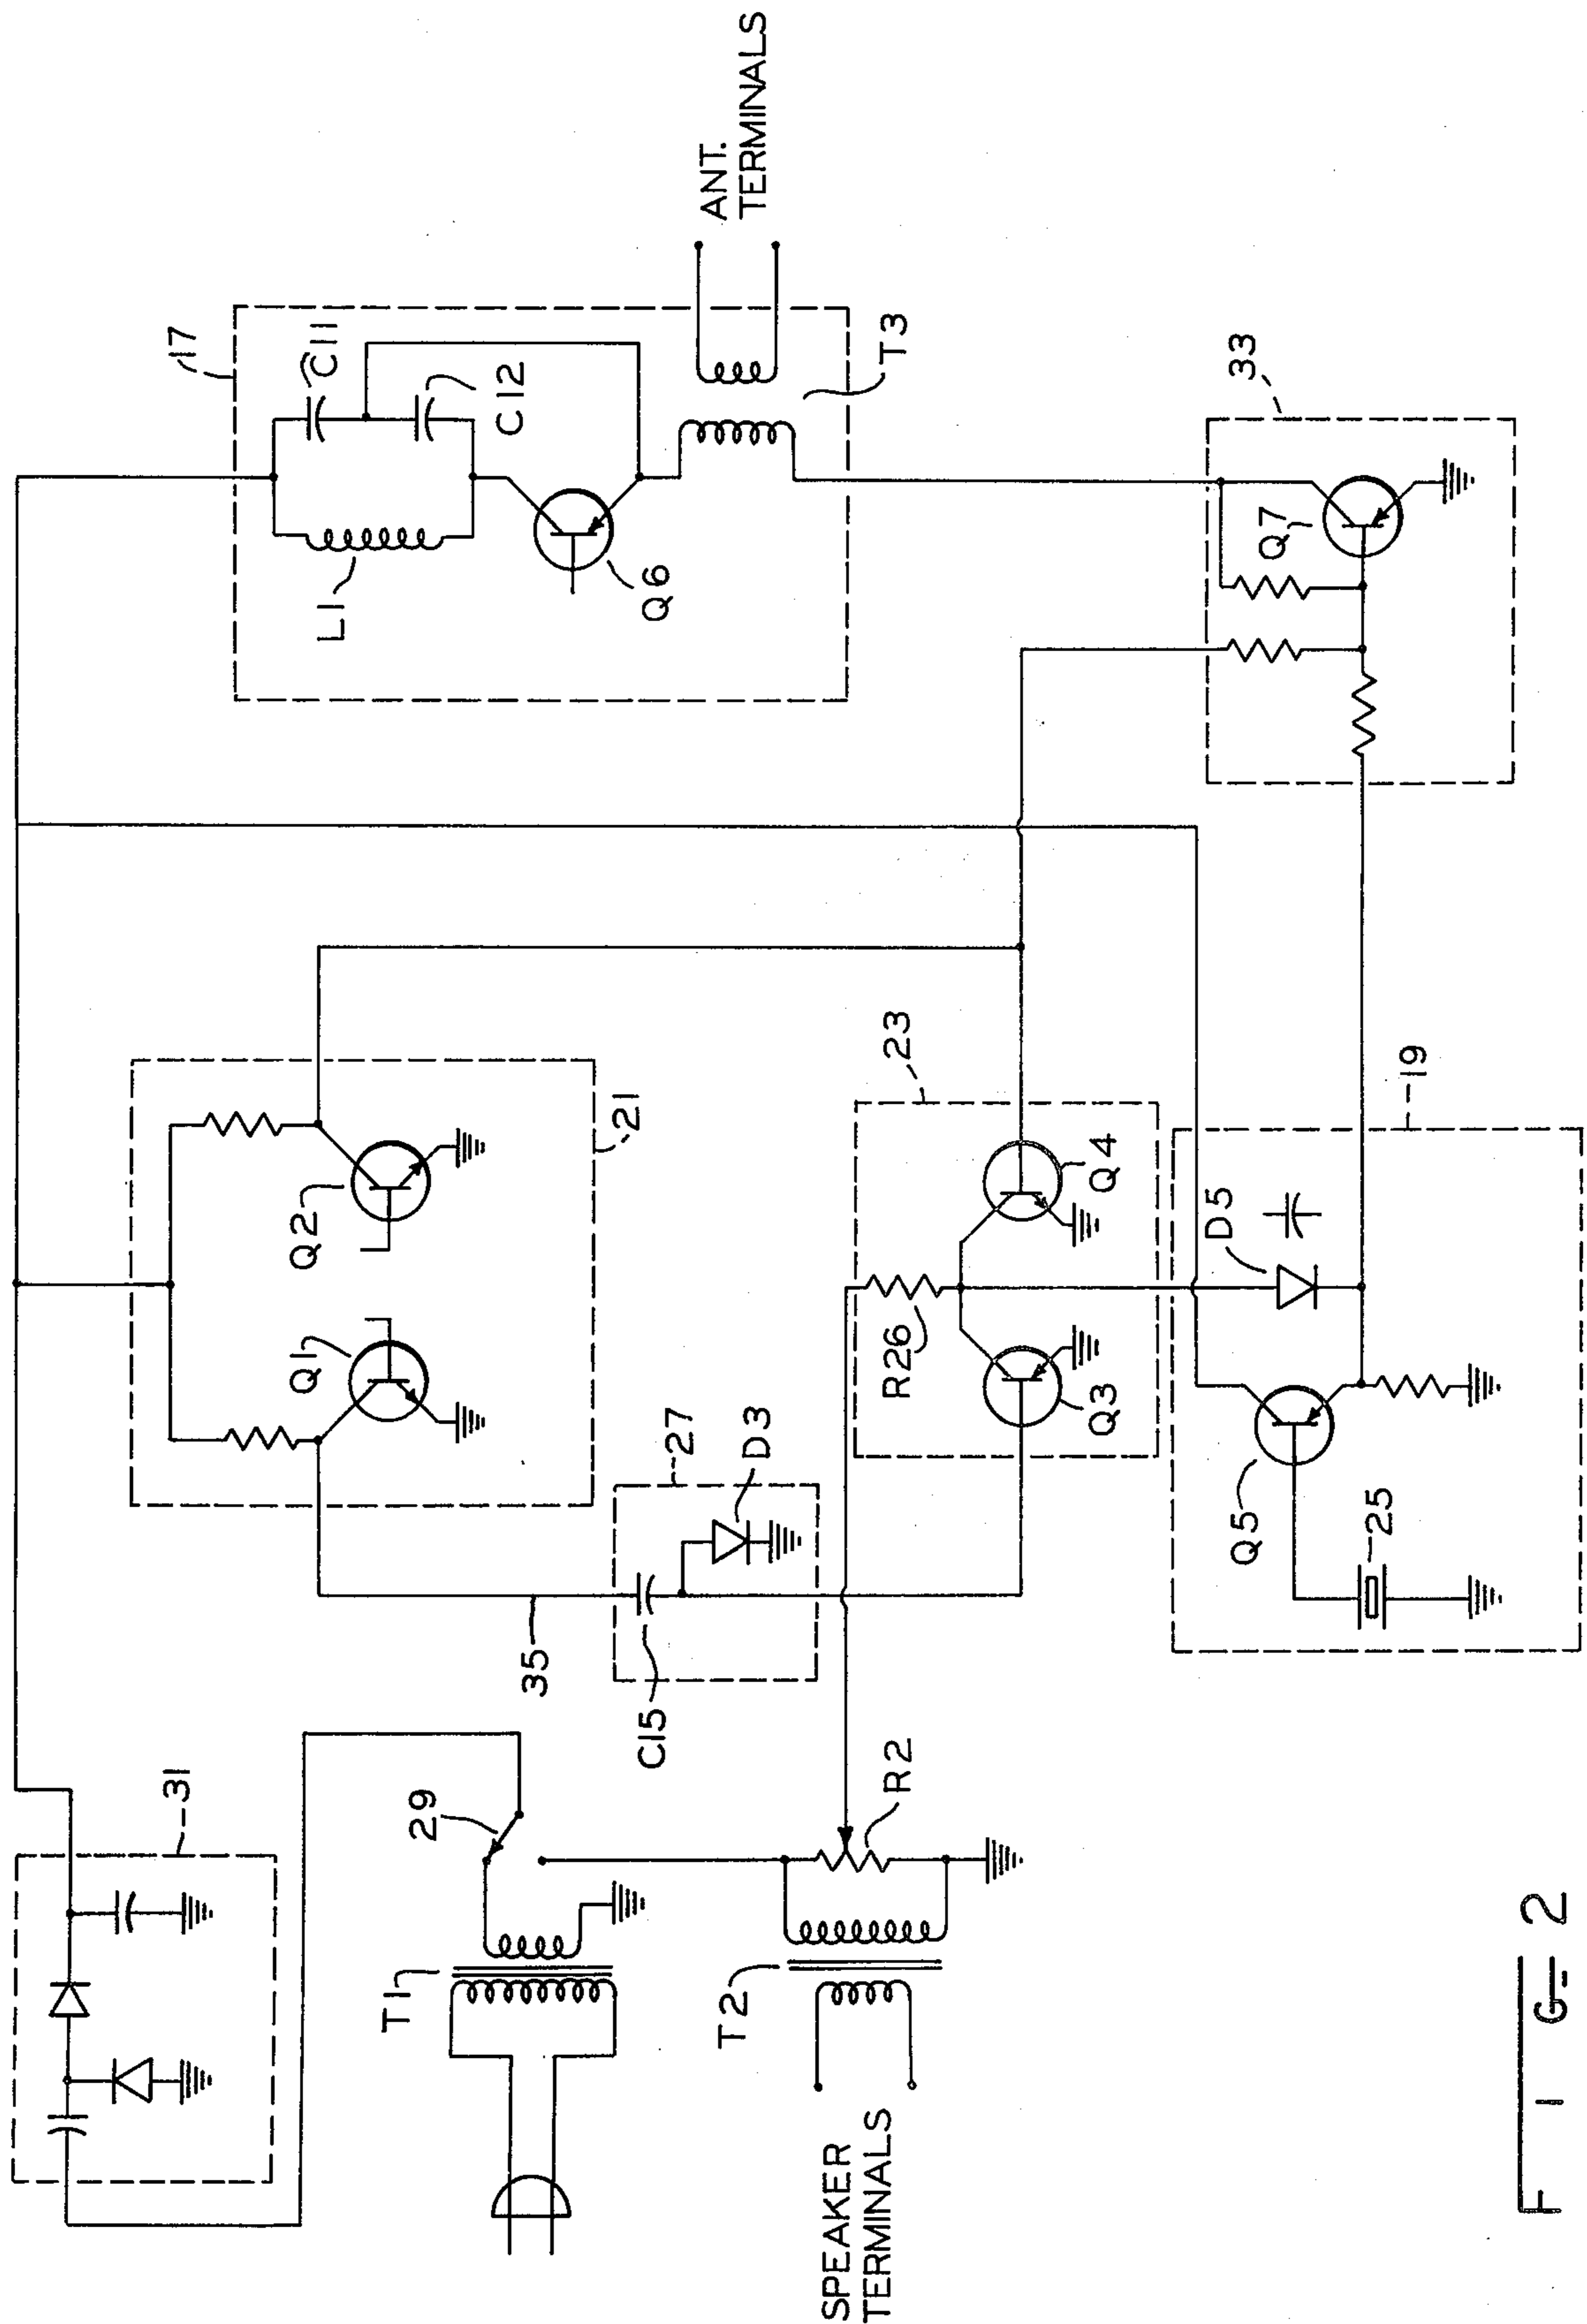 31
29
T1
T2
SPEAKER
TERMINALS
R2
35
C15
27
D3
Q1
Q2
21
23
R26
Q3
Q4
Q5
25
D5
19
17
L1
C11
C12
Q6
T3
ANT.
TERMINALS
33
Q7
FIG-2